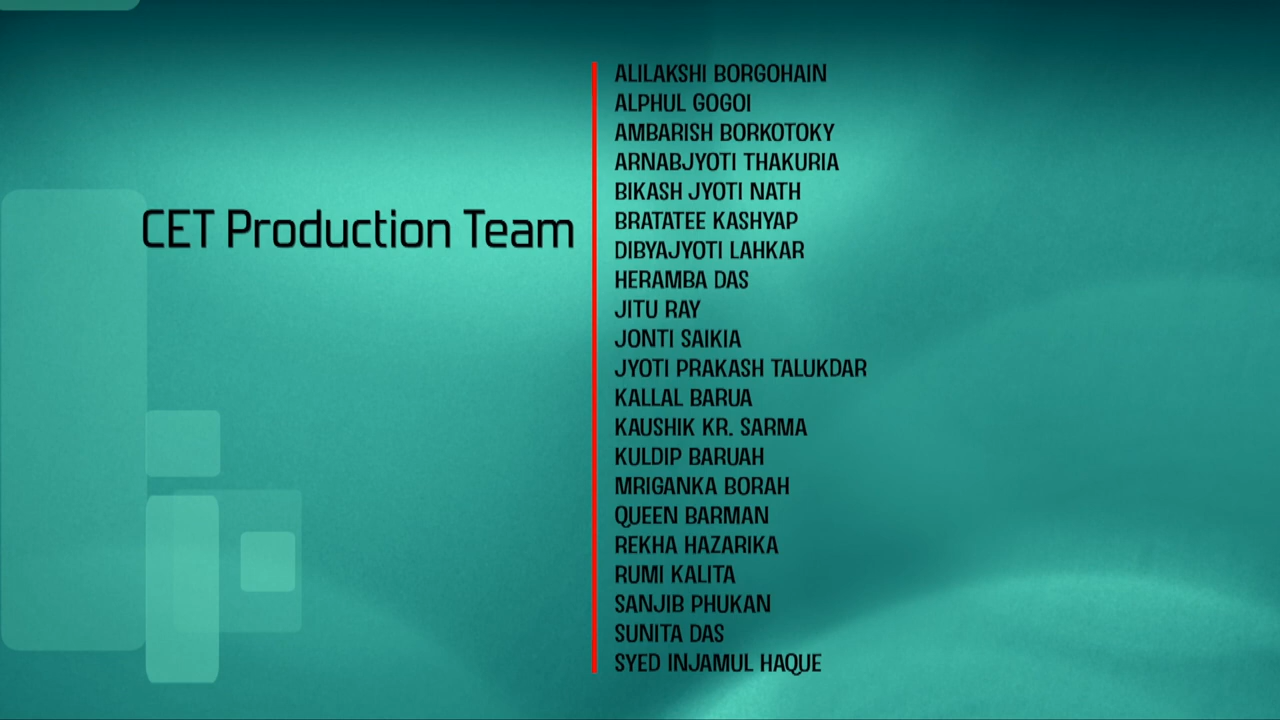 CET Production Team
ALILAKSHI BORGOHAIN
ALPHUL GOGOI
AMBARISH BORKOTOKY
ARNABJYOTI THAKURIA
BIKASH JYOTI NATH
BRATATEE KASHYAP
DIBYAJYOTI LAHKAR
HERAMBA DAS
JITU RAY
JONTI SAIKIA
JYOTI PRAKASH TALUKDAR
KALLAL BARUA
KAUSHIK KR. SARMA
KULDIP BARUAH
MRIGANKA BORAH
QUEEN BARMAN
REKHA HAZARIKA
RUMI KALITA
SANJIB PHUKAN
SUNITA DAS
SYED INJAMUL HAQUE